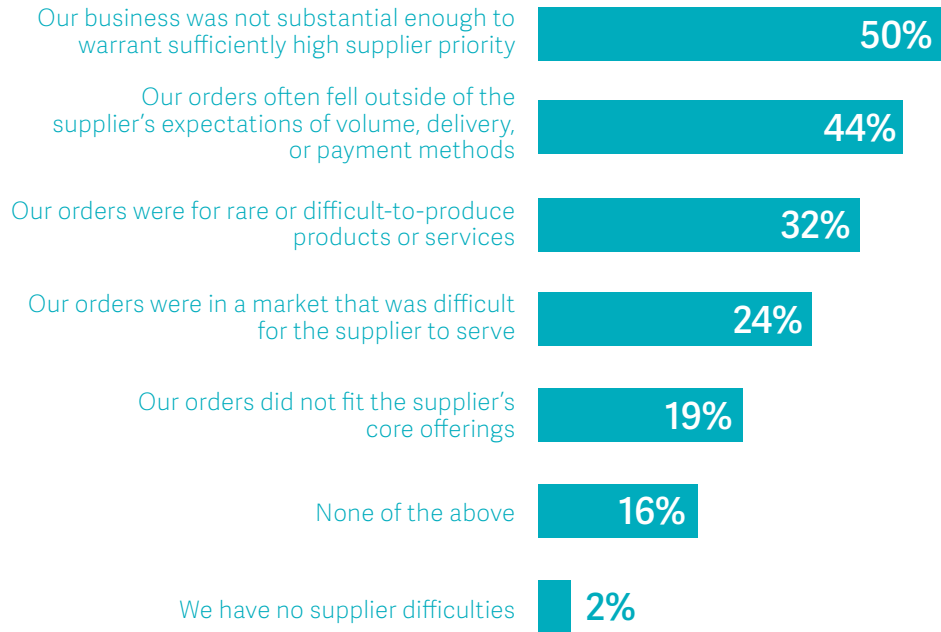 Our business was not substantial enough to
warrant sufficiently high supplier priority
50%
Our orders often fell outside of the
supplier’s expectations of volume, delivery,
or payment methods
44%
Our orders were for rare or difficult-to-produce
products or services
32%
Our orders were in a market that was difficult
for the supplier to serve
24%
Our orders did not fit the supplier’s
core offerings
19%
None of the above
16%
We have no supplier difficulties
2%